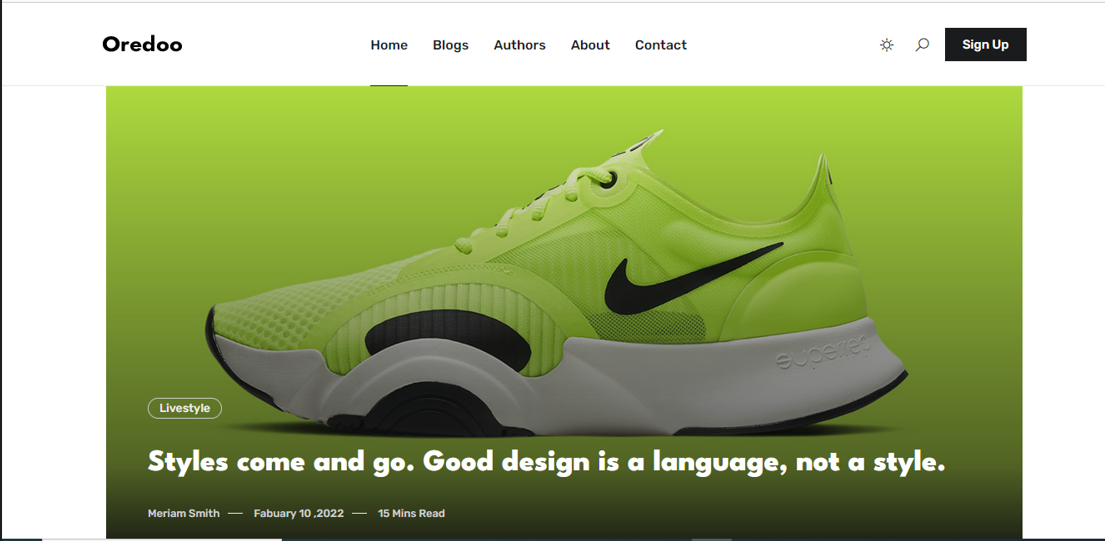 Oredoo
Home Blogs Authors About Contact
Sign Up
superrep
Livestyle
Styles come and go. Good design is a language, not a style.
Meriam Smith — Fabuary 10 ,2022 — 15 Mins Read